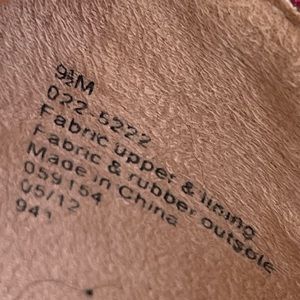 9½M
022-5222
Fabric upper & lining
Fabric & rubber outsole
Made in China
059154
05/12
941